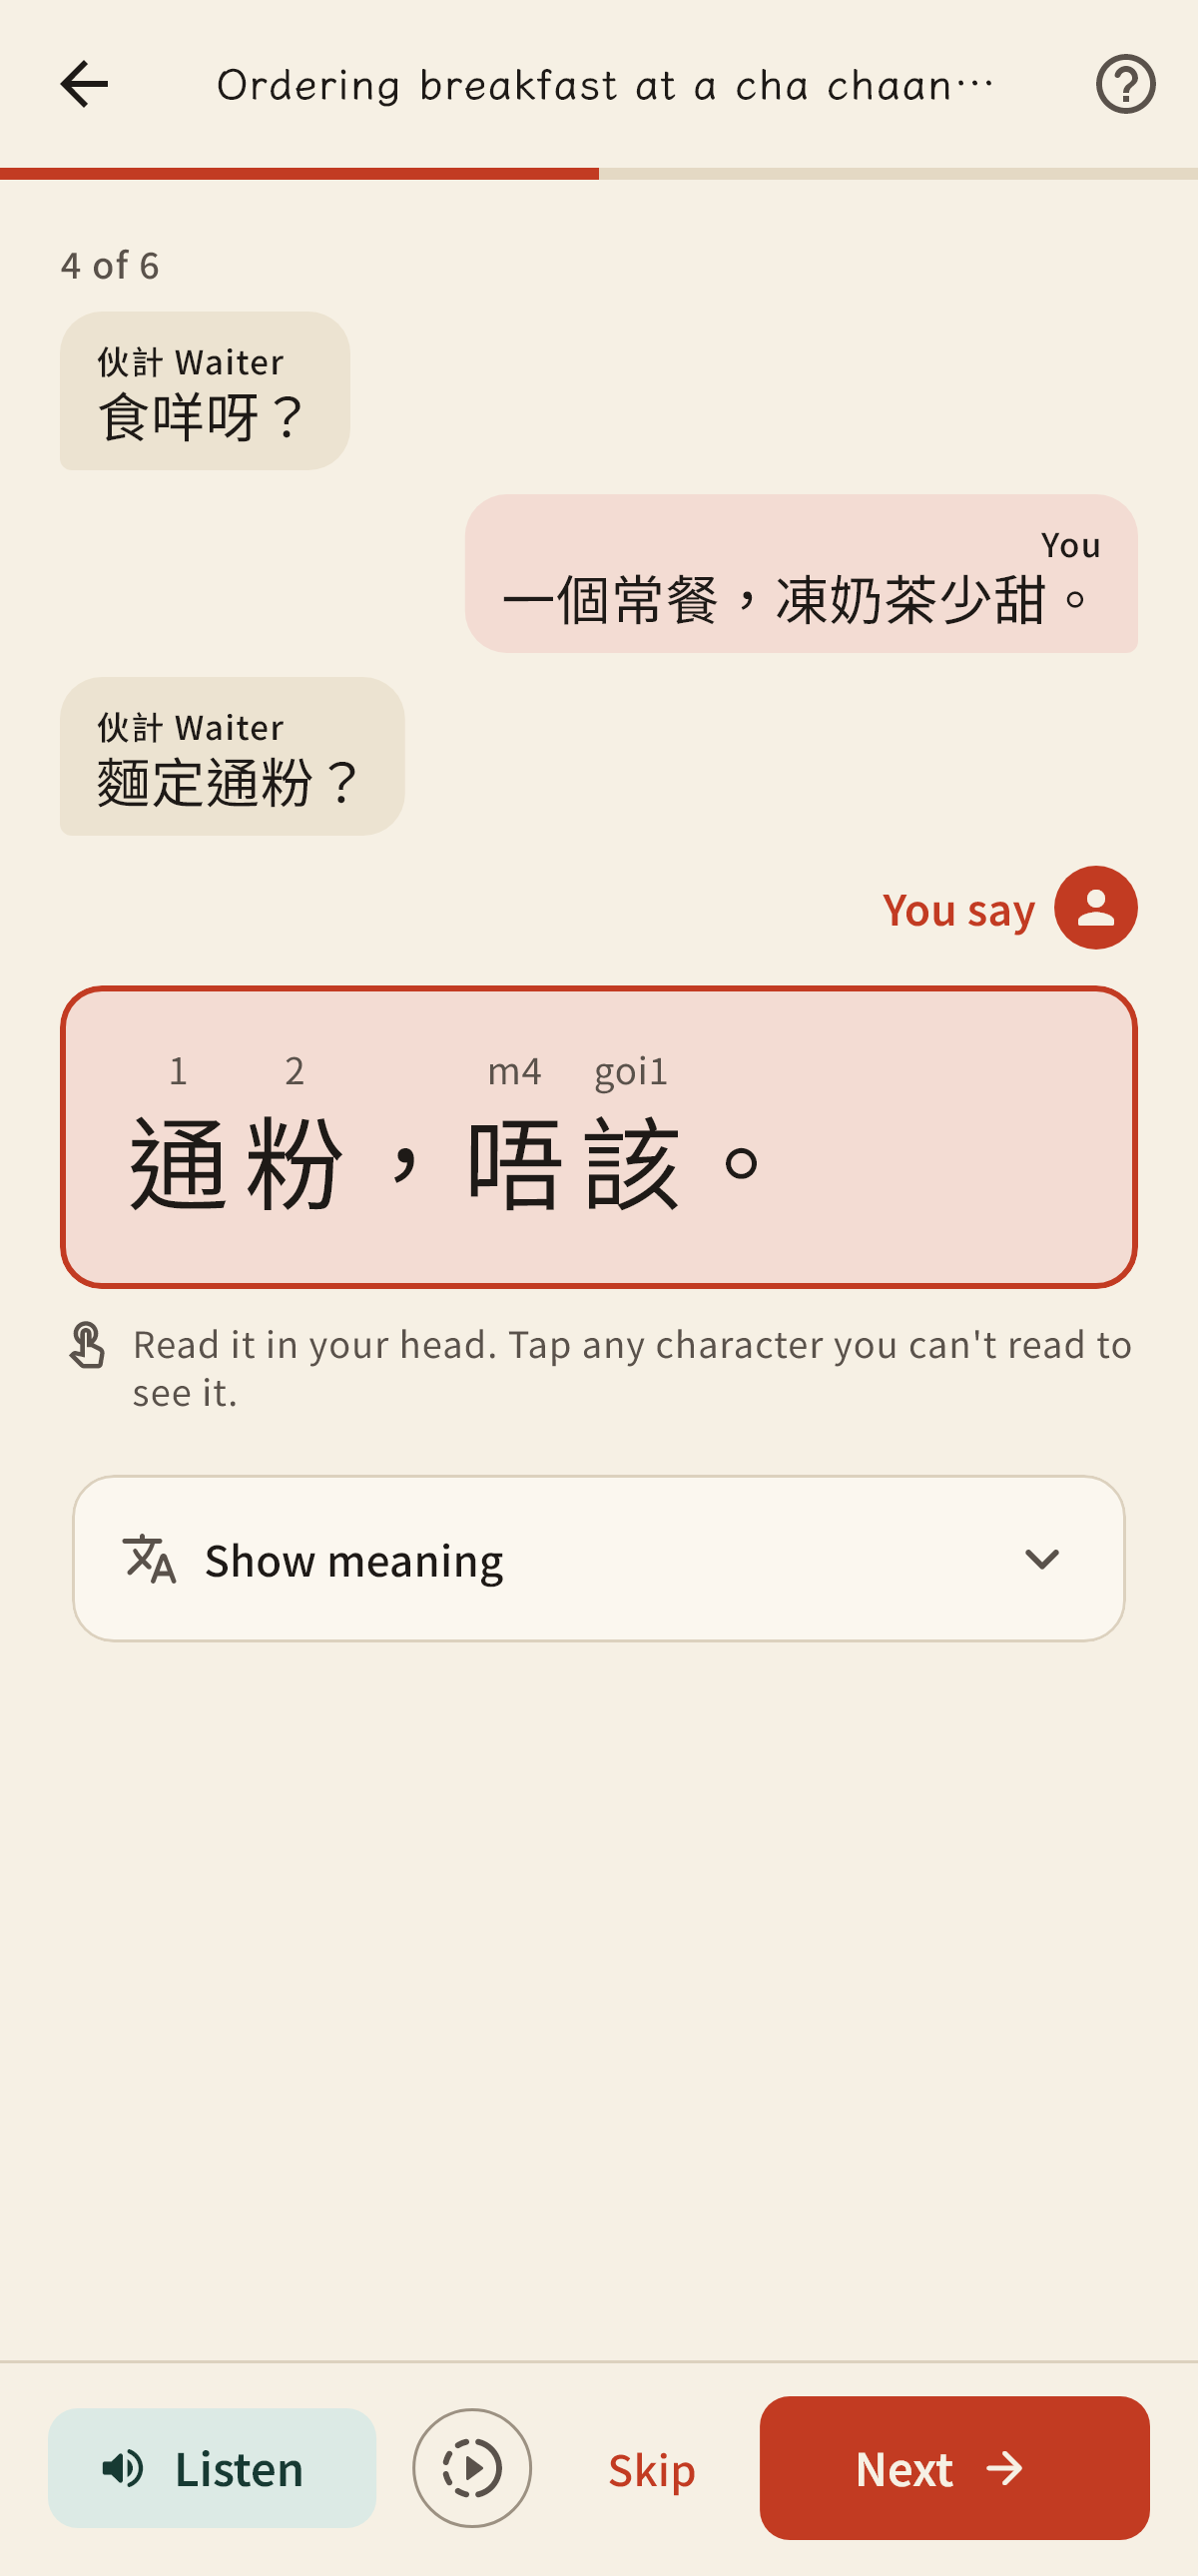 Ordering breakfast at a cha chaan…
4 of 6
伙計 Waiter
食咩呀？
You
一個常餐，凍奶茶少甜。
伙計 Waiter
麵定通粉？
You say
1 2 m4 goi1
通粉，唔該。
Read it in your head. Tap any character you can't read to
see it.
Show meaning
Listen
Skip
Next